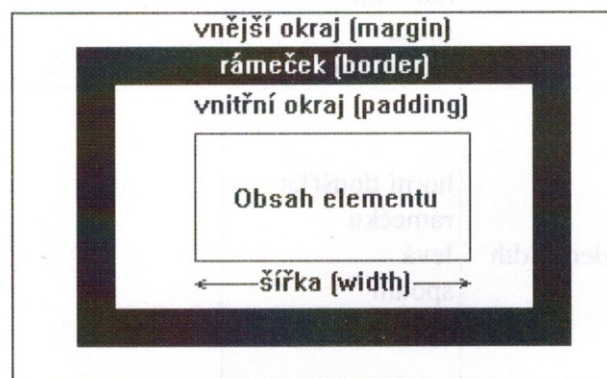 vnější okraj (margin)
rámeček (border)
vnitřní okraj (padding)
Obsah elementu
šířka (width)